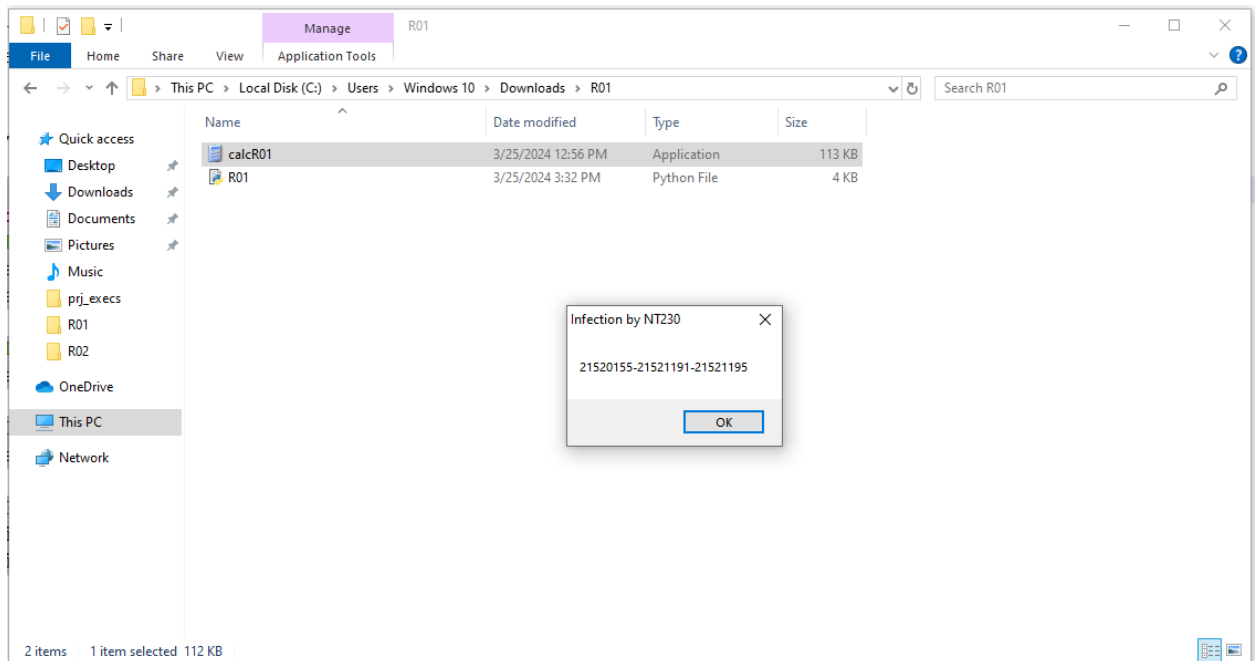 Manage R01
File Home Share View Application Tools
This PC > Local Disk (C:) > Users > Windows 10 > Downloads > R01 Search R01
Name Date modified Type Size
calcR01 3/25/2024 12:56 PM Application 113 KB
R01 3/25/2024 3:32 PM Python File 4 KB
Quick access
Desktop
Downloads
Documents
Pictures
Music
prj_execs
R01
R02
OneDrive
This PC
Network
Infection by NT230
21520155-21521191-21521195
OK
2 items 1 item selected 112 KB